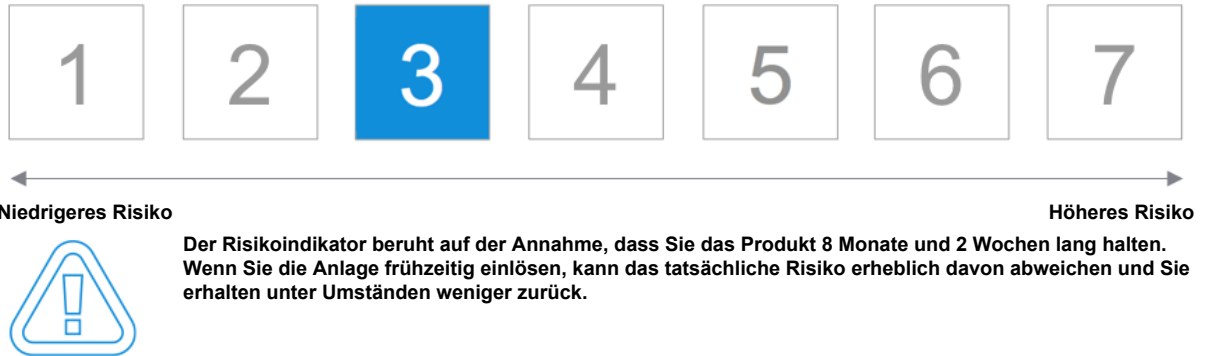 1 2 3 4 5 6 7
Niedrigeres Risiko Höheres Risiko
Der Risikoindikator beruht auf der Annahme, dass Sie das Produkt 8 Monate und 2 Wochen lang halten.
Wenn Sie die Anlage frühzeitig einlösen, kann das tatsächliche Risiko erheblich davon abweichen und Sie
erhalten unter Umständen weniger zurück.